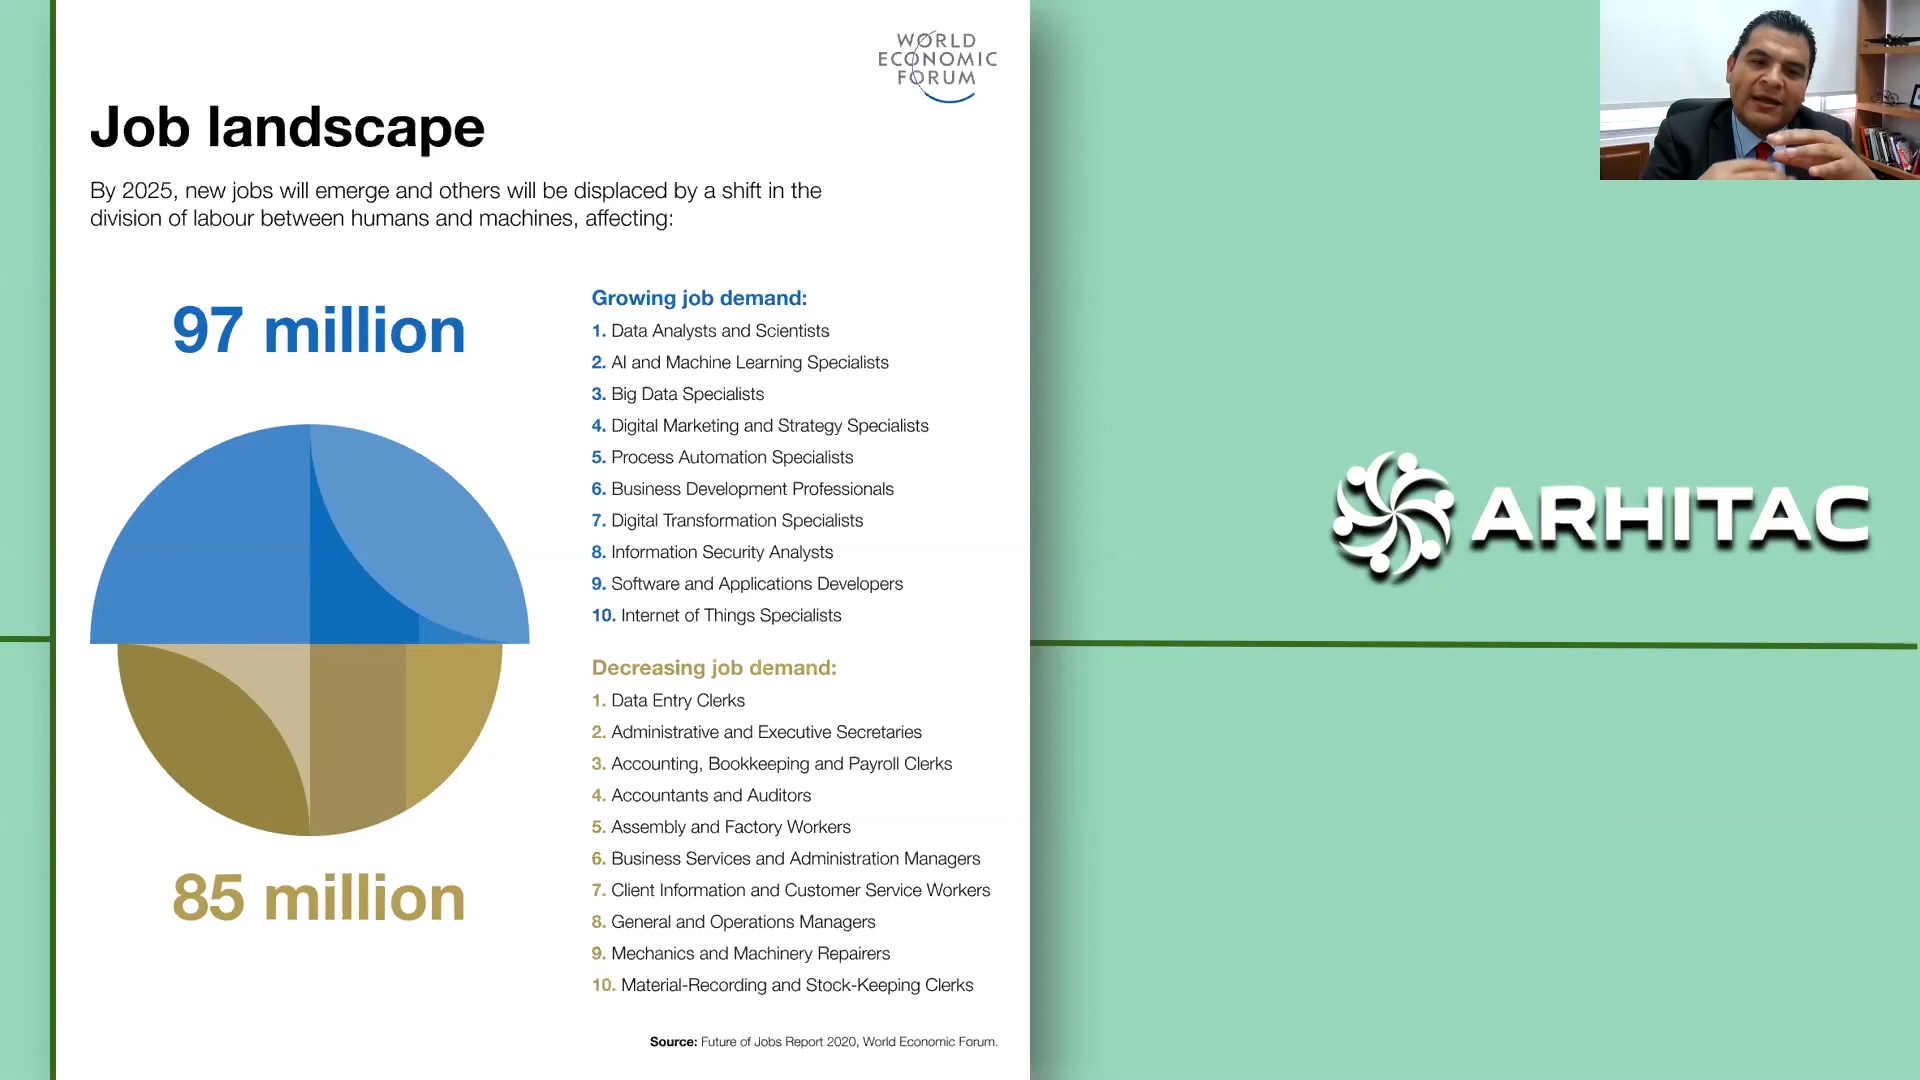 WORLD
ECONOMIC
FORUM
Job landscape
By 2025, new jobs will emerge and others will be displaced by a shift in the
division of labour between humans and machines, affecting:
97 million
85 million
Growing job demand:
1. Data Analysts and Scientists
2. AI and Machine Learning Specialists
3. Big Data Specialists
4. Digital Marketing and Strategy Specialists
5. Process Automation Specialists
6. Business Development Professionals
7. Digital Transformation Specialists
8. Information Security Analysts
9. Software and Applications Developers
10. Internet of Things Specialists
Decreasing job demand:
1. Data Entry Clerks
2. Administrative and Executive Secretaries
3. Accounting, Bookkeeping and Payroll Clerks
4. Accountants and Auditors
5. Assembly and Factory Workers
6. Business Services and Administration Managers
7. Client Information and Customer Service Workers
8. General and Operations Managers
9. Mechanics and Machinery Repairers
10. Material-Recording and Stock-Keeping Clerks
Source: Future of Jobs Report 2020, World Economic Forum.
ARHITAC